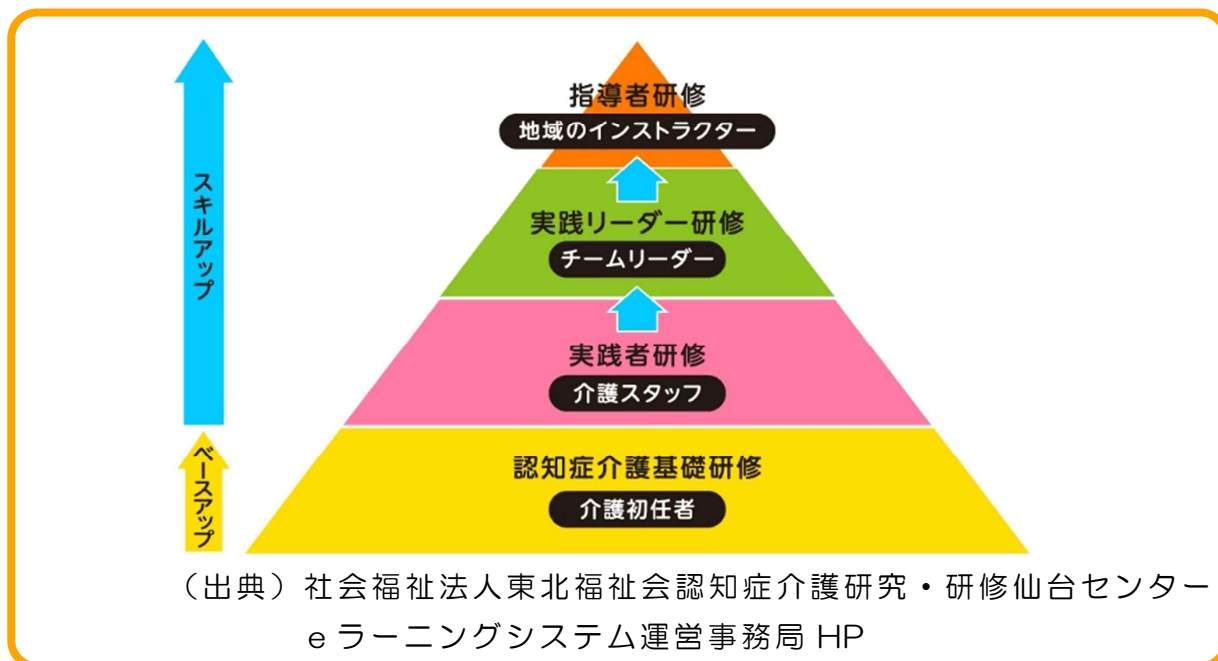 指導者研修
地域のインストラクター
実践リーダー研修
チームリーダー
実践者研修
介護スタッフ
認知症介護基礎研修
介護初任者
スキルアップ
ベースアップ
（出典）社会福祉法人東北福祉会認知症介護研究・研修仙台センター
eラーニングシステム運営事務局 HP